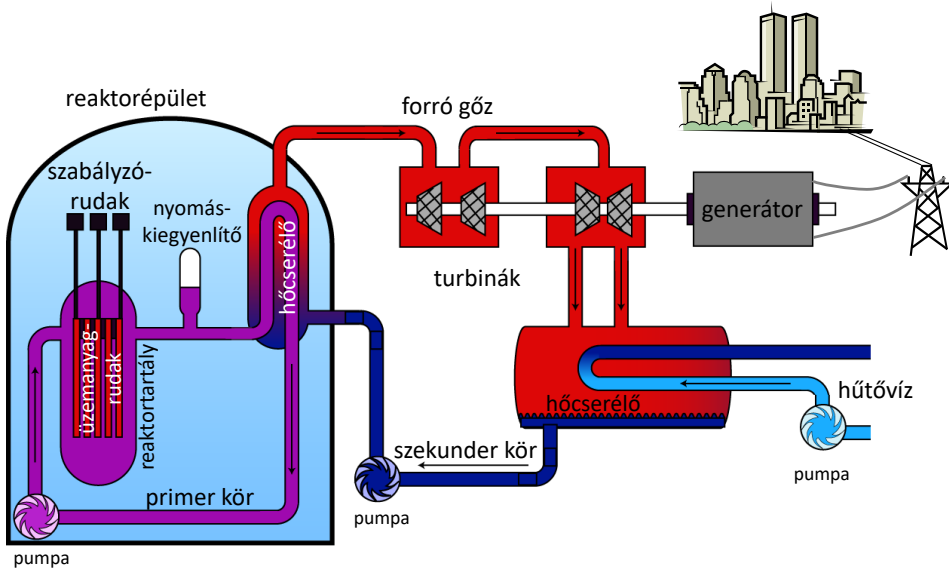 reaktorépület
forró gőz
szabályzó-
rudak
nyomás-
kiegyenlítő
hőcserélő
generátor
turbinák
üzemanyag-
rudak
reaktortartály
hőcserélő
hűtővíz
szekunder kör
pumpa
primer kör
pumpa
pumpa